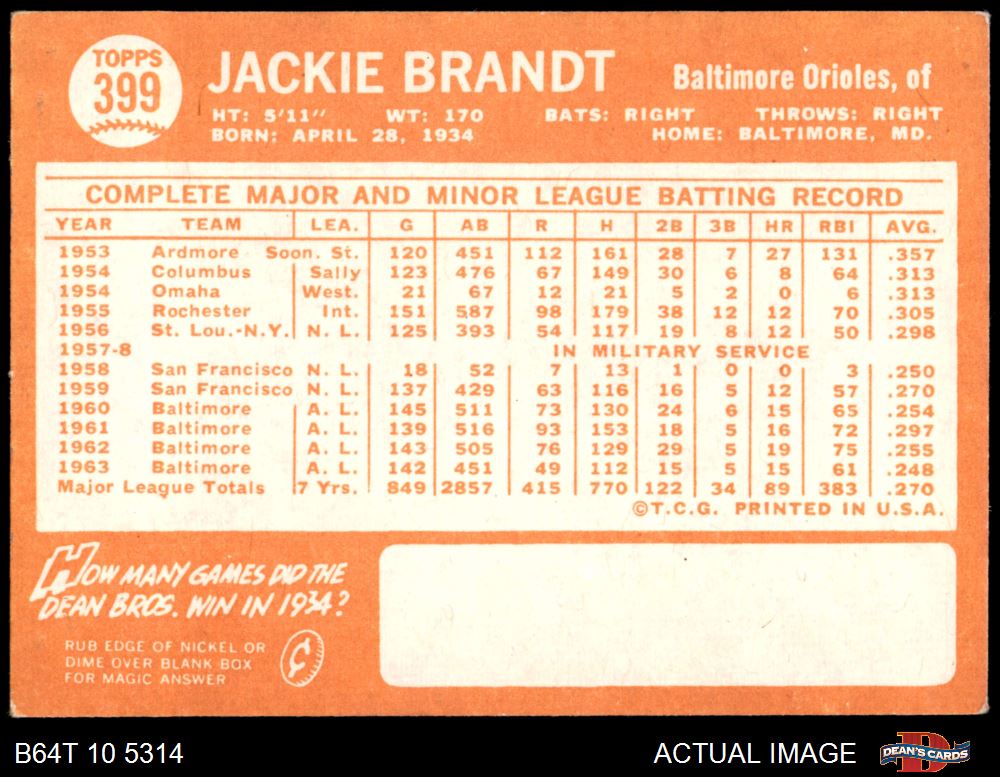 TOPPS
399
JACKIE BRANDT
Baltimore Orioles, of
HT: 5'11" WT: 170 BATS: RIGHT THROWS: RIGHT
BORN: APRIL 28, 1934 HOME: BALTIMORE, MD.
COMPLETE MAJOR AND MINOR LEAGUE BATTING RECORD
YEAR TEAM LEA. G AB R H 2B 3B HR RBI AVG.
1953 Ardmore Soon. St. 120 451 112 161 28 7 27 131 .357
1954 Columbus Sally 123 476 67 149 30 6 8 64 .313
1954 Omaha West. 21 67 12 21 5 2 0 6 .313
1955 Rochester Int. 151 587 98 179 38 12 12 70 .305
1956 St. Lou.-N.Y. N. L. 125 393 54 117 19 8 12 50 .298
1957-8 IN MILITARY SERVICE
1958 San Francisco N. L. 18 52 7 13 1 0 0 3 .250
1959 San Francisco N. L. 137 429 63 116 16 5 12 57 .270
1960 Baltimore A. L. 145 511 73 130 24 6 15 65 .254
1961 Baltimore A. L. 139 516 93 153 18 5 16 72 .297
1962 Baltimore A. L. 143 505 76 129 29 5 19 75 .255
1963 Baltimore A. L. 142 451 49 112 15 5 15 61 .248
Major League Totals 7 Yrs. 849 2857 415 770 122 34 89 383 .270
©T.C.G. PRINTED IN U.S.A.
HOW MANY GAMES DID THE
DEAN BROS. WIN IN 1934?
RUB EDGE OF NICKEL OR
DIME OVER BLANK BOX
FOR MAGIC ANSWER
¢
B64T 10 5314
ACTUAL IMAGE
D
DEAN'S CARDS